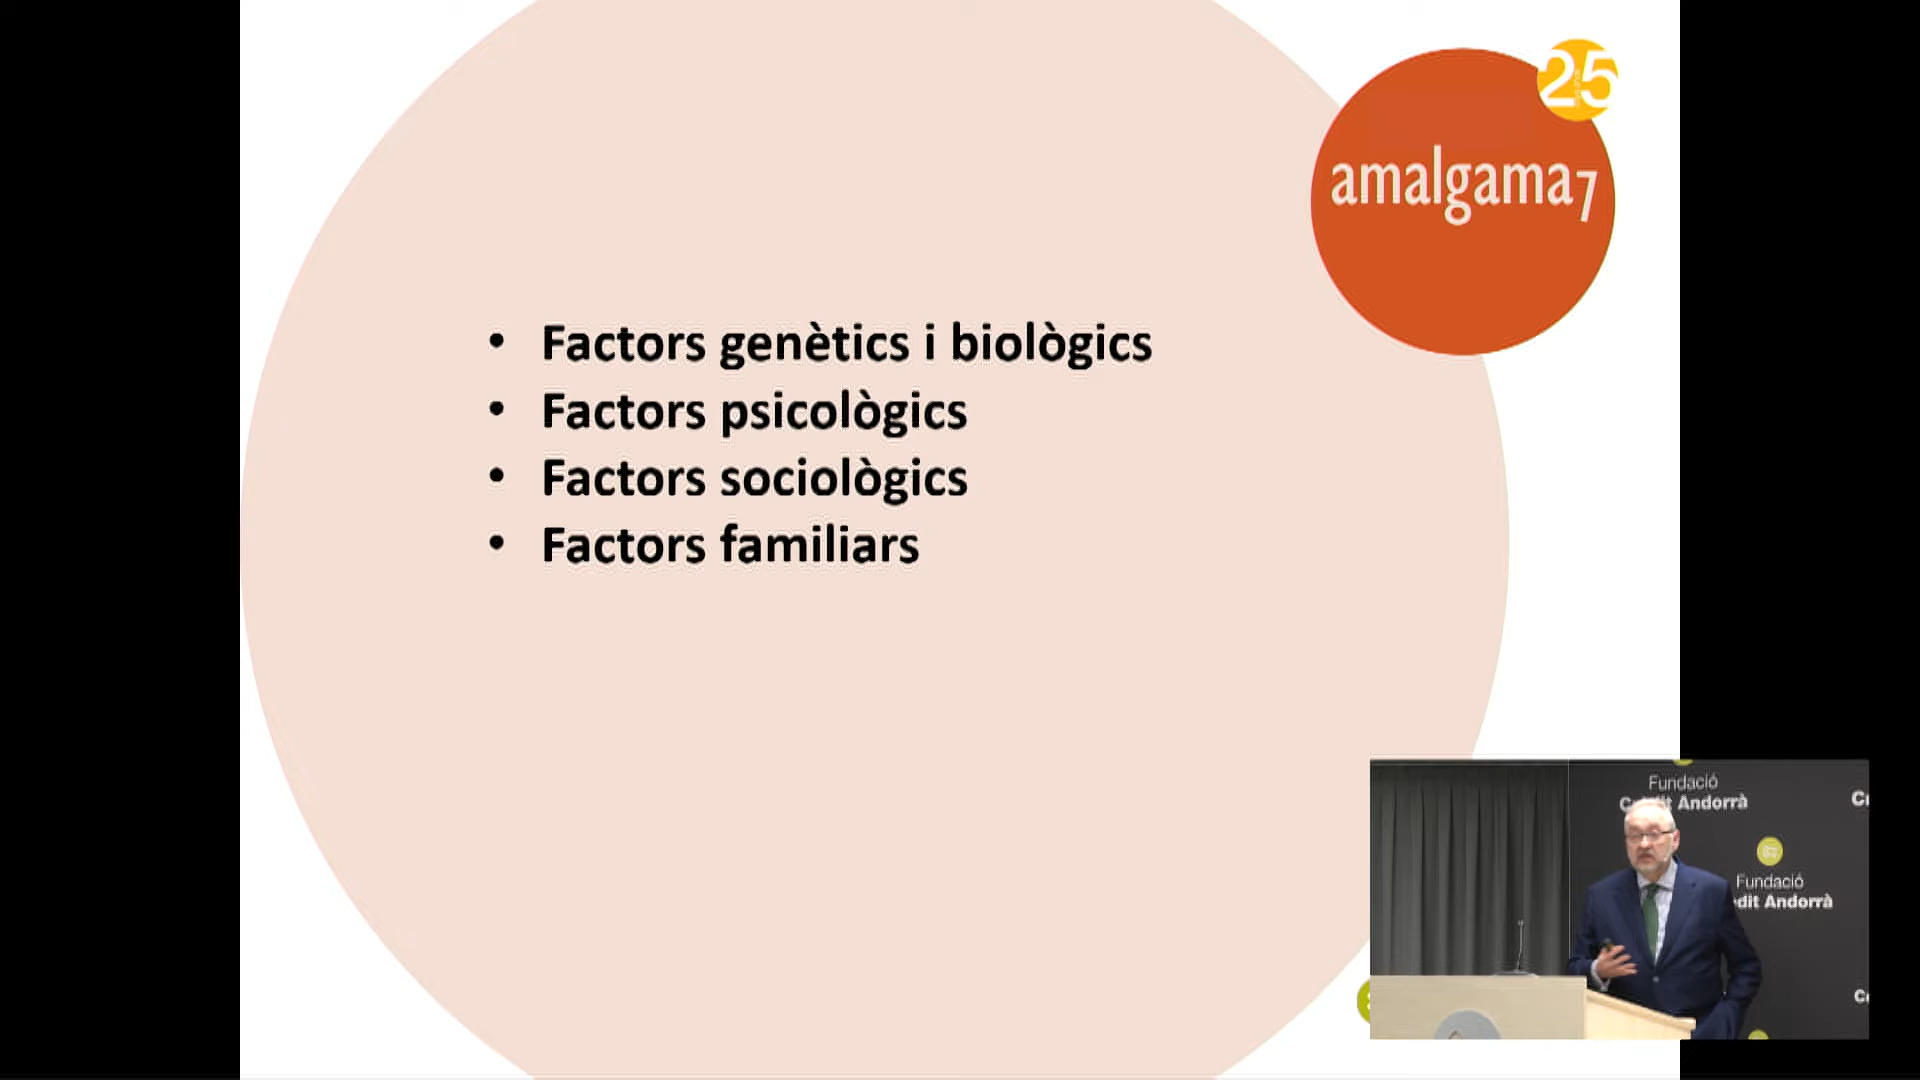 25
amalgama7
• Factors genètics i biològics
• Factors psicològics
• Factors sociològics
• Factors familiars
Fundació
Andorrà
Fundació
Andorrà